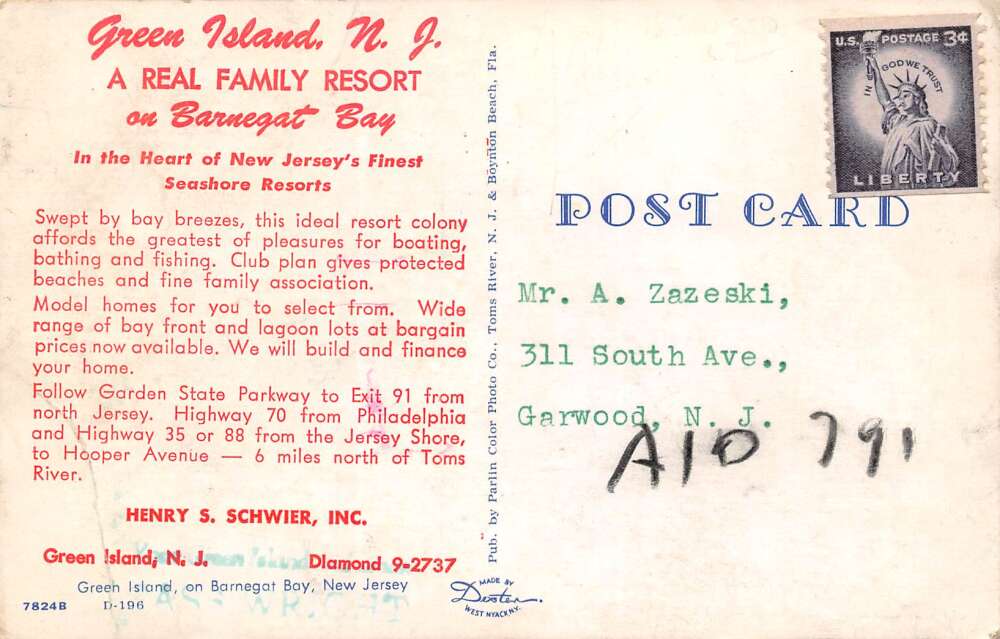 Green Island, N. J.
A REAL FAMILY RESORT
on Barnegat Bay
In the Heart of New Jersey's Finest
Seashore Resorts
Swept by bay breezes, this ideal resort colony
affords the greatest of pleasures for boating,
bathing and fishing. Club plan gives protected
beaches and fine family association.
Model homes for you to select from. Wide
range of bay front and lagoon lots at bargain
prices now available. We will build and finance
your home.
Follow Garden State Parkway to Exit 91 from
north Jersey. Highway 70 from Philadelphia
and Highway 35 or 88 from the Jersey Shore,
to Hooper Avenue — 6 miles north of Toms
River.
HENRY S. SCHWIER, INC.
Green Island, N. J. DIamond 9-2737
Green Island, on Barnegat Bay, New Jersey
7824B D-196
Pub. by Parlin Color Photo Co., Toms River, N. J. & Boynton Beach, Fla.
MADE BY
Dexter
WEST NYACK N.Y.
U.S. POSTAGE 3¢
IN GOD WE TRUST
LIBERTY
POST CARD
Mr. A. Zazeski,
311 South Ave.,
Garwood, N. J.
A10 791